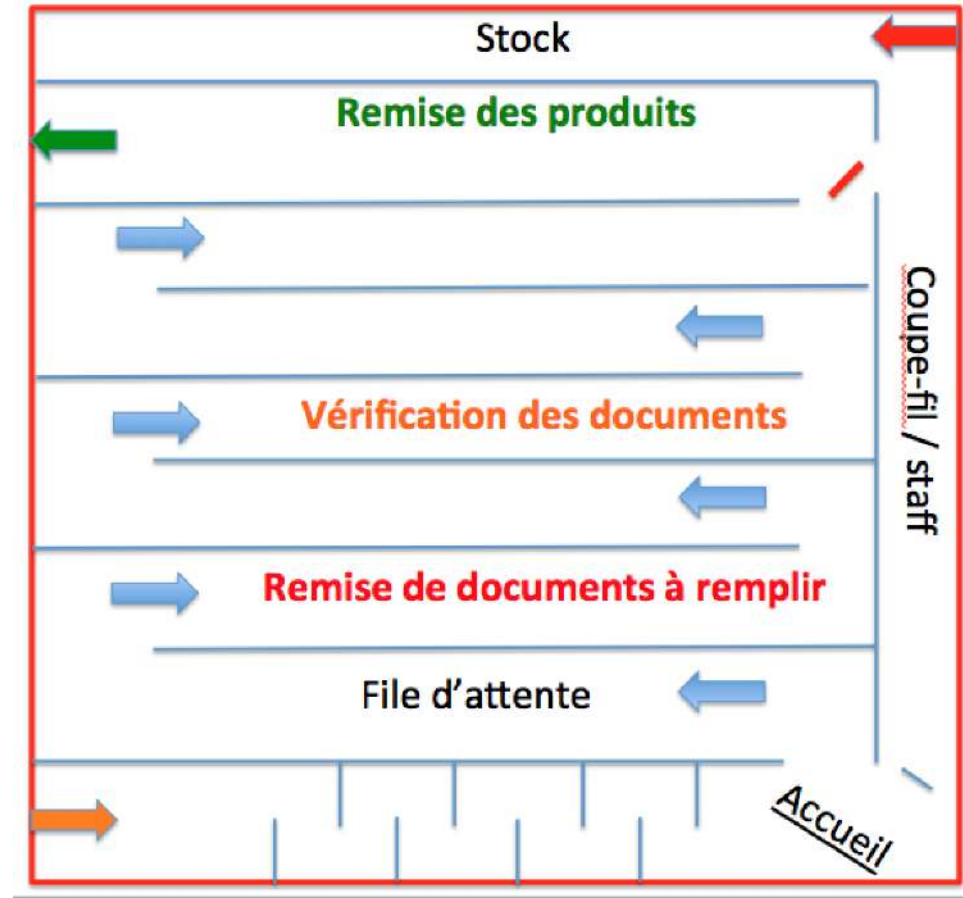 Stock
Remise des produits
Coupe-fil / staff
Vérification des documents
Remise de documents à remplir
File d'attente
Accueil